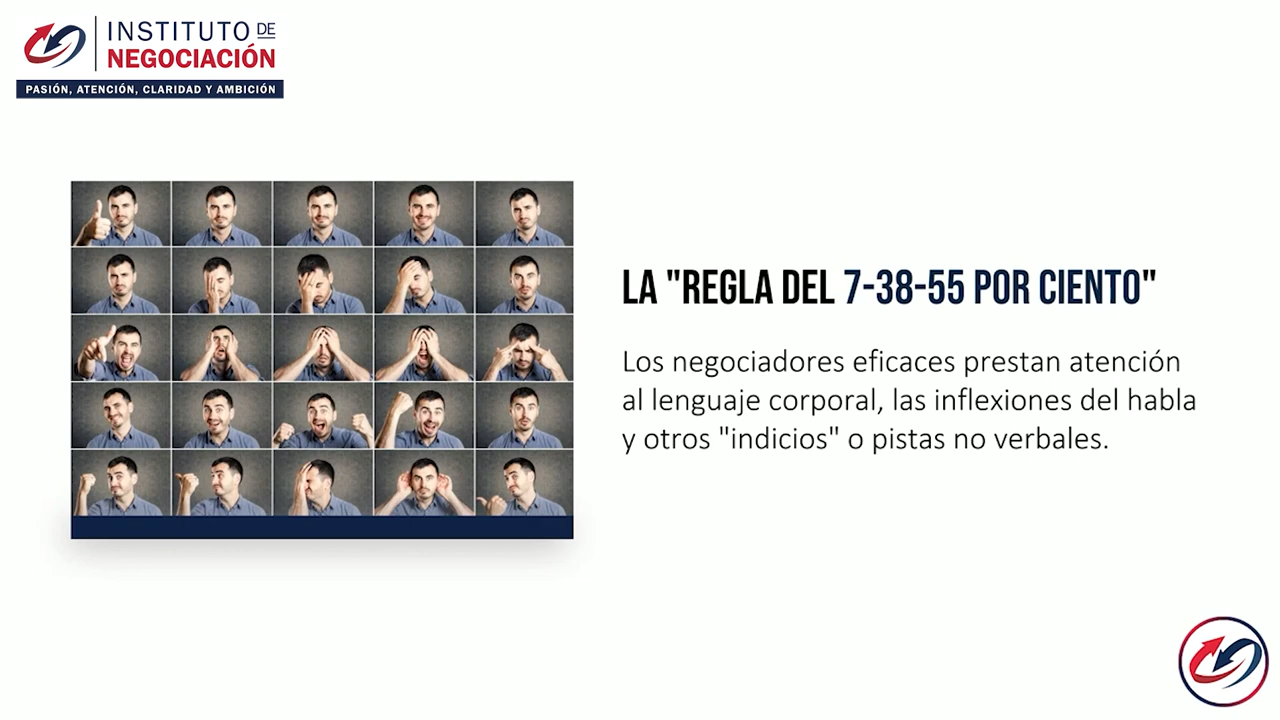 INSTITUTO DE
NEGOCIACIÓN
PASIÓN, ATENCIÓN, CLARIDAD Y AMBICIÓN
LA "REGLA DEL 7-38-55 POR CIENTO"
Los negociadores eficaces prestan atención
al lenguaje corporal, las inflexiones del habla
y otros "indicios" o pistas no verbales.